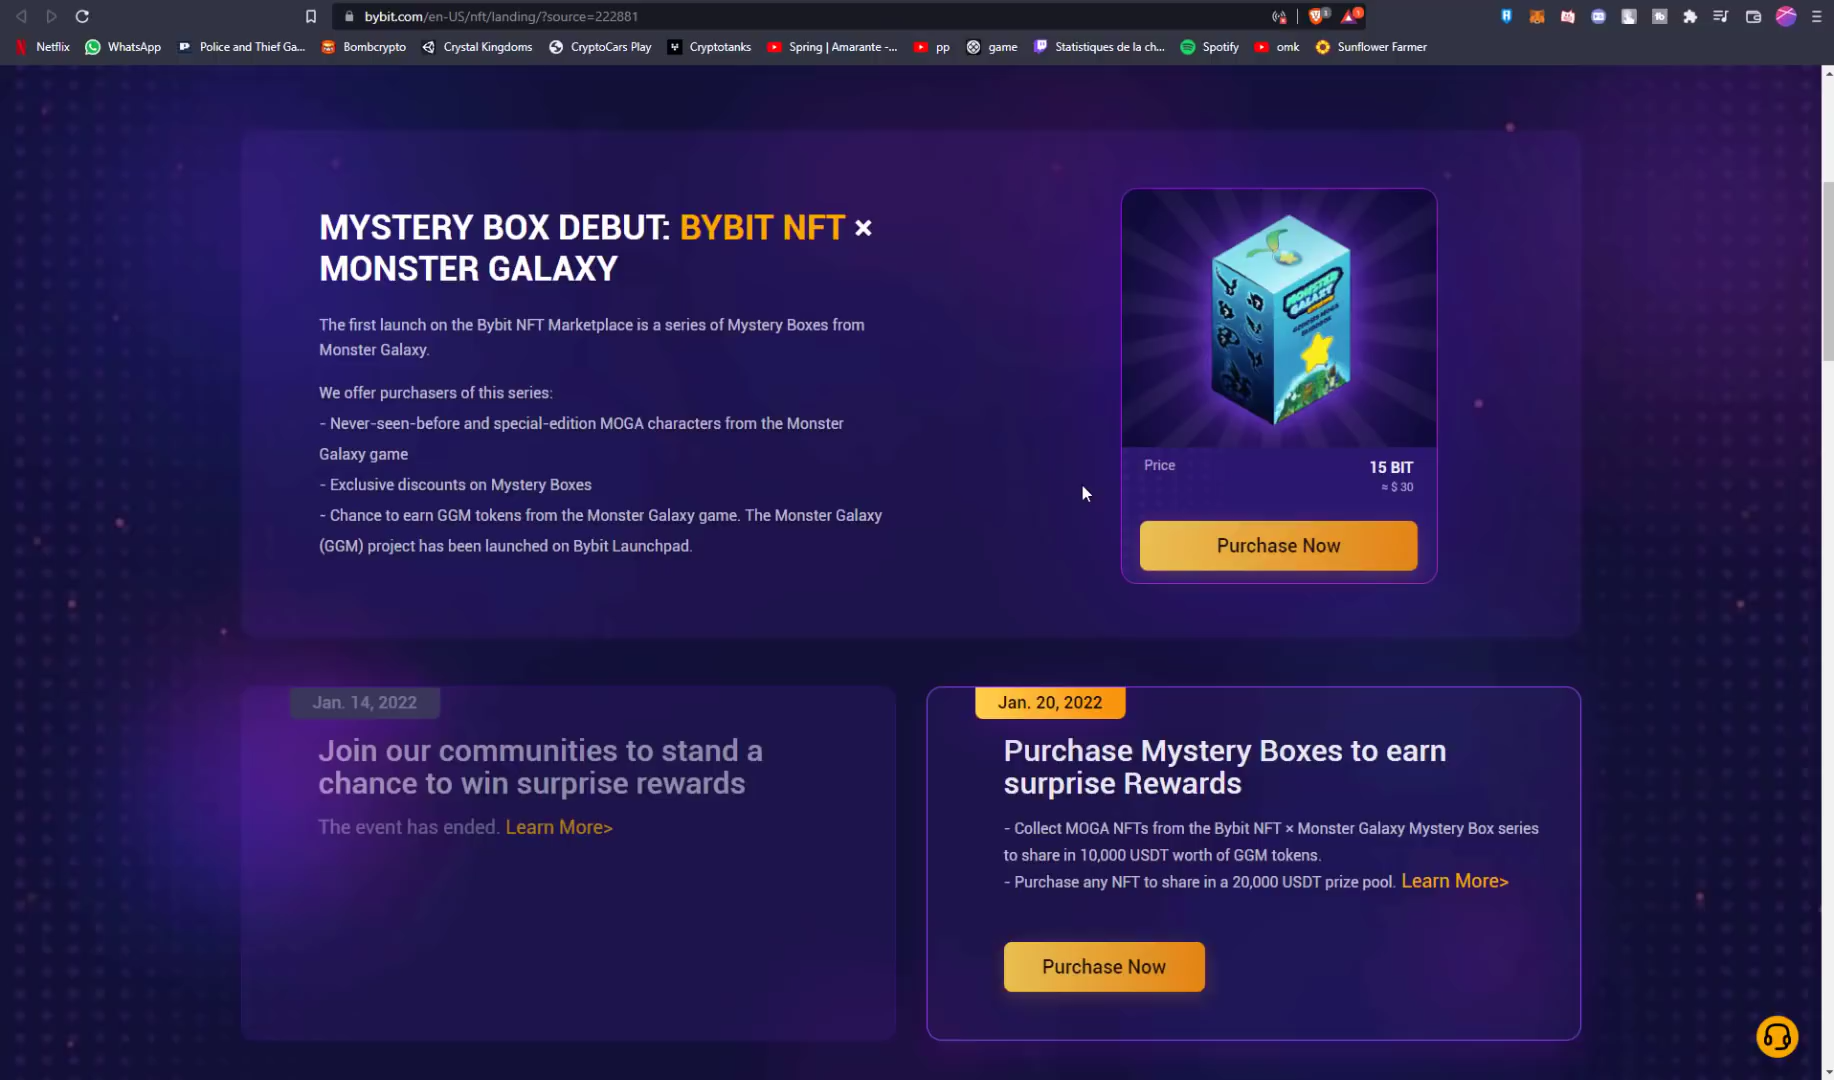 bybit.com/en-US/nft/landing/?source=222881
Netflix WhatsApp Police and Thief Ga... Bombcrypto Crystal Kingdoms CryptoCars Play Cryptotanks Spring | Amarante -... pp game Statistiques de la ch... Spotify omk Sunflower Farmer
MYSTERY BOX DEBUT: BYBIT NFT ×
MONSTER GALAXY
The first launch on the Bybit NFT Marketplace is a series of Mystery Boxes from
Monster Galaxy.
We offer purchasers of this series:
- Never-seen-before and special-edition MOGA characters from the Monster
Galaxy game
- Exclusive discounts on Mystery Boxes
- Chance to earn GGM tokens from the Monster Galaxy game. The Monster Galaxy
(GGM) project has been launched on Bybit Launchpad.
MONSTER
GALAXY
Price 15 BIT
≈ $ 30
Purchase Now
Jan. 14, 2022
Join our communities to stand a
chance to win surprise rewards
The event has ended. Learn More>
Jan. 20, 2022
Purchase Mystery Boxes to earn
surprise Rewards
- Collect MOGA NFTs from the Bybit NFT × Monster Galaxy Mystery Box series
to share in 10,000 USDT worth of GGM tokens.
- Purchase any NFT to share in a 20,000 USDT prize pool. Learn More>
Purchase Now